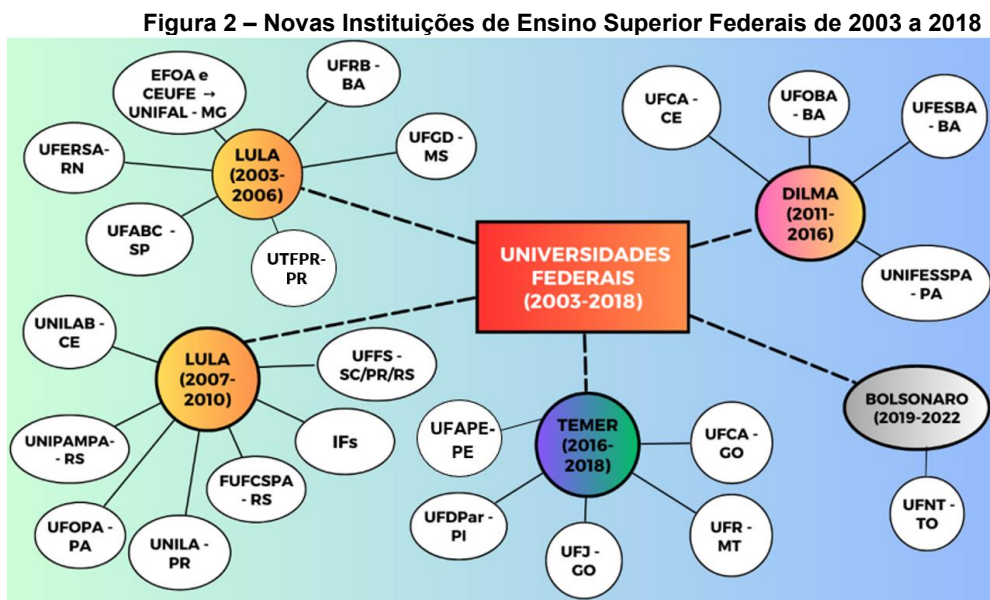 Figura 2 – Novas Instituições de Ensino Superior Federais de 2003 a 2018
EFOA e
CEUFE →
UNIFAL - MG
UFRB -
BA
UFERSA-
RN
LULA
(2003-
2006)
UFGD -
MS
UFABC -
SP
UTFPR-
PR
UFCA -
CE
UFOBA
- BA
UFESBA
- BA
DILMA
(2011-
2016)
UNIFESSPA
- PA
UNIVERSIDADES
FEDERAIS
(2003-2018)
UNILAB -
CE
LULA
(2007-
2010)
UFFS -
SC/PR/RS
UNIPAMPA-
- RS
IFs
FUFCSPA
- RS
UFOPA -
PA
UNILA -
PR
TEMER
(2016-
2018)
UFAPE-
PE
UFCA -
GO
UFDPar -
PI
UFJ -
GO
UFR -
MT
BOLSONARO
(2019-2022
UFNT -
TO